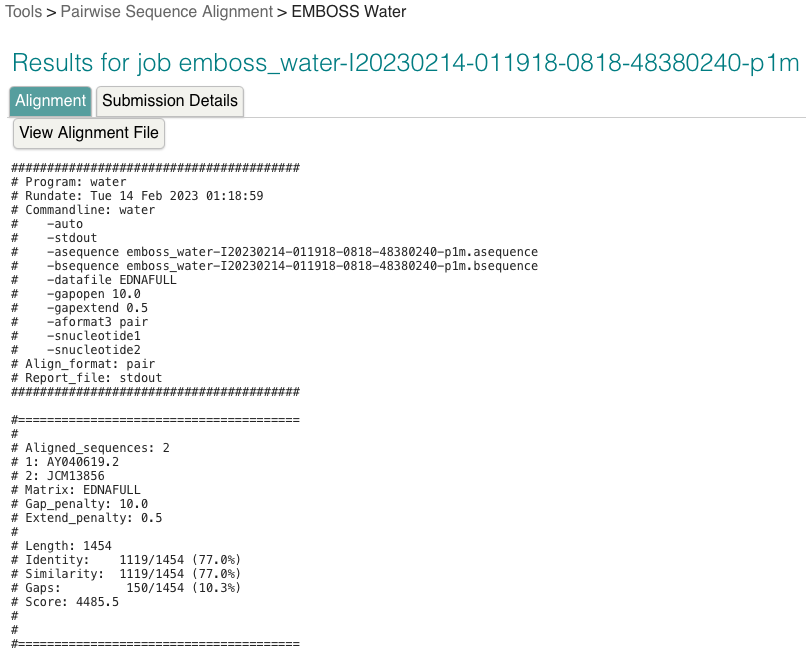 Tools > Pairwise Sequence Alignment > EMBOSS Water
Results for job emboss_water-I20230214-011918-0818-48380240-p1m
Alignment Submission Details
View Alignment File
########################################
# Program: water
# Rundate: Tue 14 Feb 2023 01:18:59
# Commandline: water
#    -auto
#    -stdout
#    -asequence emboss_water-I20230214-011918-0818-48380240-p1m.asequence
#    -bsequence emboss_water-I20230214-011918-0818-48380240-p1m.bsequence
#    -datafile EDNAFULL
#    -gapopen 10.0
#    -gapextend 0.5
#    -aformat3 pair
#    -snucleotide1
#    -snucleotide2
# Align_format: pair
# Report_file: stdout
########################################
#=======================================
#
# Aligned_sequences: 2
# 1: AY040619.2
# 2: JCM13856
# Matrix: EDNAFULL
# Gap_penalty: 10.0
# Extend_penalty: 0.5
#
# Length: 1454
# Identity:    1119/1454 (77.0%)
# Similarity:  1119/1454 (77.0%)
# Gaps:         150/1454 (10.3%)
# Score: 4485.5
#
#
#=======================================